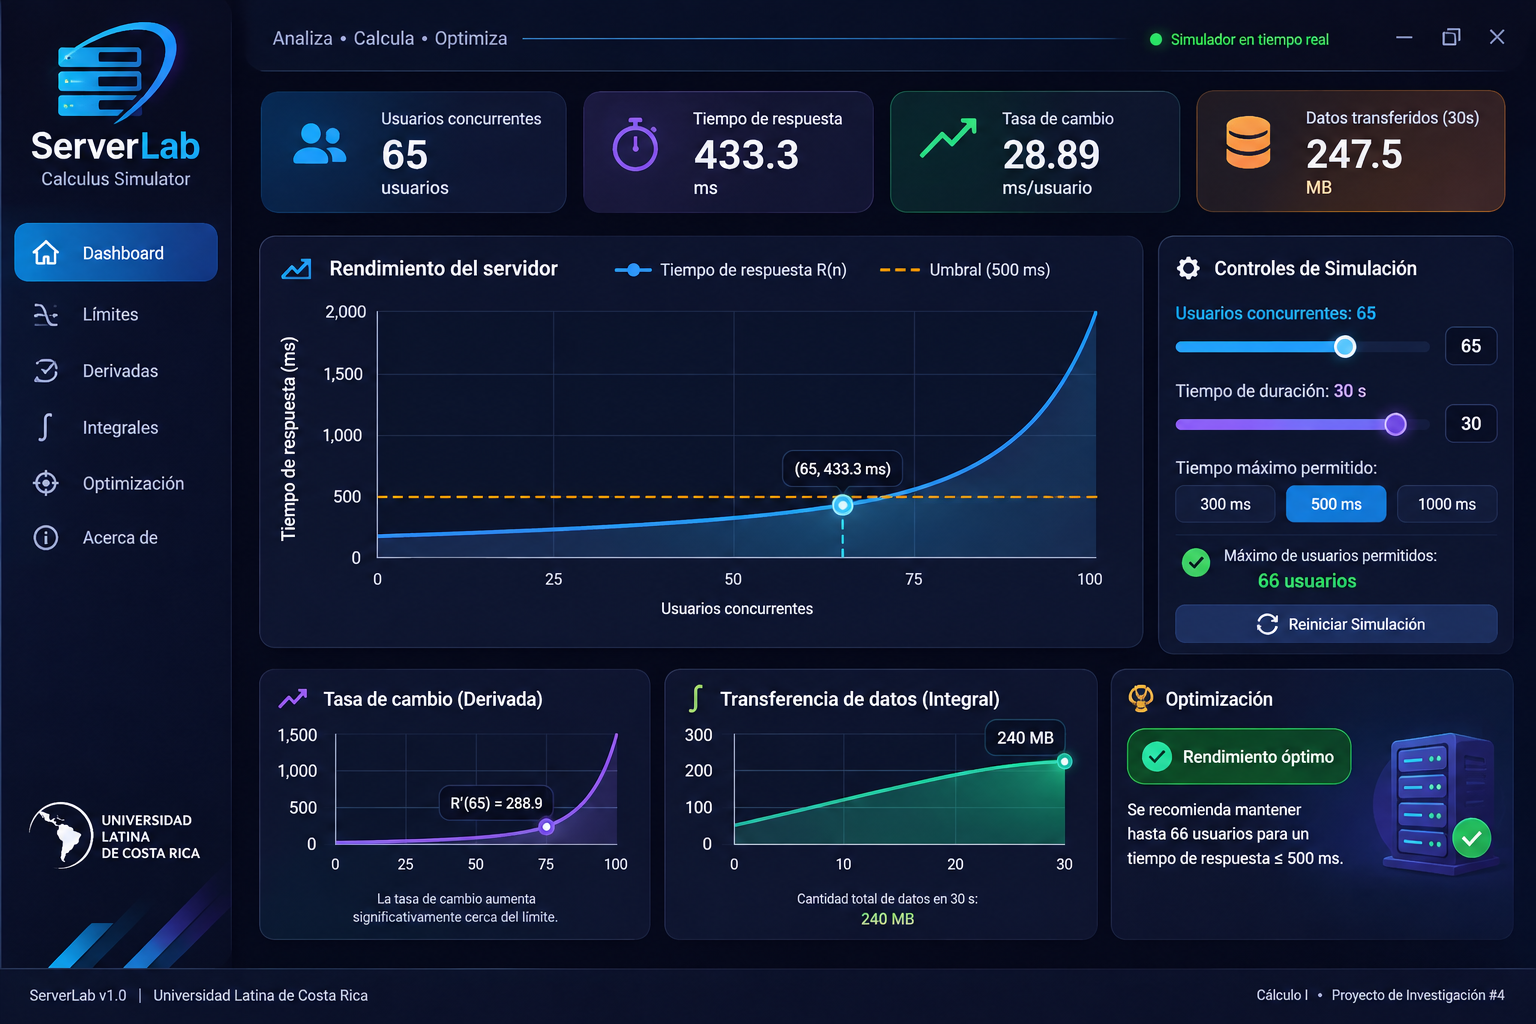 ServerLab
Calculus Simulator
Dashboard
Límites
Derivadas
Integrales
Optimización
Acerca de
UNIVERSIDAD
LATINA
DE COSTA RICA
Analiza • Calcula • Optimiza
Simulador en tiempo real
Usuarios concurrentes
65
usuarios
Tiempo de respuesta
433.3
ms
Tasa de cambio
28.89
ms/usuario
Datos transferidos (30s)
247.5
MB
Rendimiento del servidor
Tiempo de respuesta R(n)
Umbral (500 ms)
Tiempo de respuesta (ms)
2,000
1,500
1,000
500
0
(65, 433.3 ms)
0 25 50 75 100
Usuarios concurrentes
Controles de Simulación
Usuarios concurrentes: 65
65
Tiempo de duración: 30 s
30
Tiempo máximo permitido:
300 ms 500 ms 1000 ms
Máximo de usuarios permitidos:
66 usuarios
Reiniciar Simulación
Tasa de cambio (Derivada)
1,500
1,000
500
0
R'(65) = 288.9
0 25 50 75 100
La tasa de cambio aumenta
significativamente cerca del límite.
Transferencia de datos (Integral)
300
200
100
0
240 MB
0 10 20 30
Cantidad total de datos en 30 s:
240 MB
Optimización
Rendimiento óptimo
Se recomienda mantener
hasta 66 usuarios para un
tiempo de respuesta ≤ 500 ms.
ServerLab v1.0 | Universidad Latina de Costa Rica
Cálculo I • Proyecto de Investigación #4